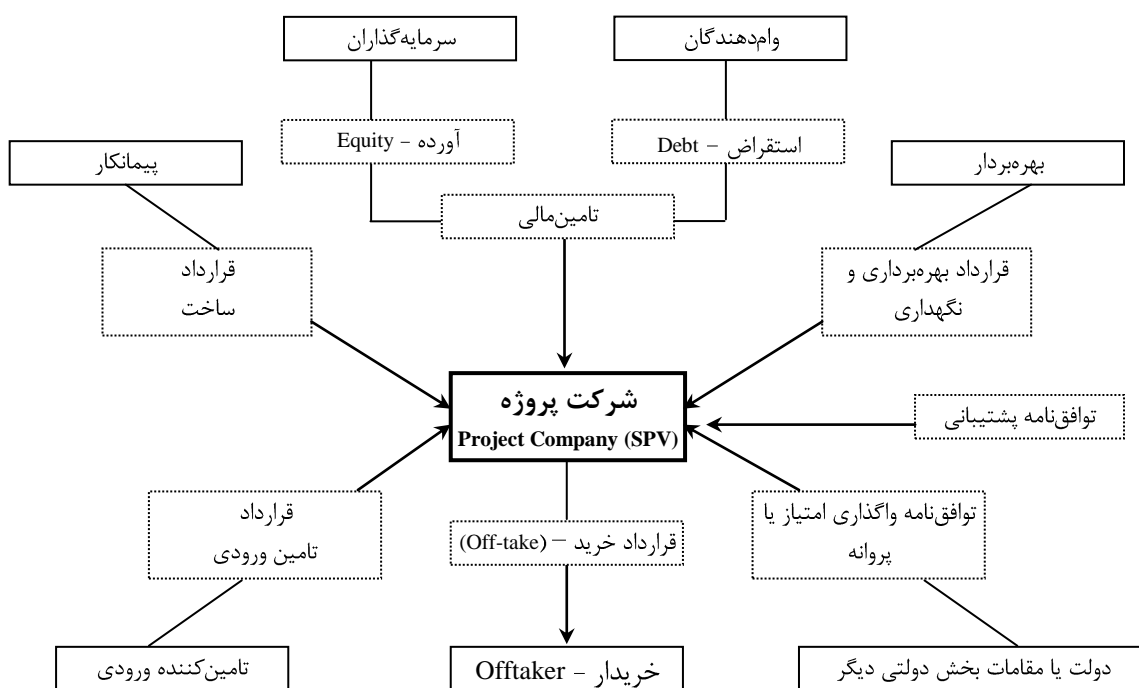 وام‌دهندگان
سرمایه‌گذاران
استقراض – Debt
آورده – Equity
بهره‌بردار
پیمانکار
تامین‌مالی
قرارداد بهره‌برداری و
نگهداری
قرارداد
ساخت
شرکت پروژه
Project Company (SPV)
توافق‌نامه پشتیبانی
توافق‌نامه واگذاری امتیاز یا
پروانه
قرارداد خرید – (Off-take)
قرارداد
تامین ورودی
دولت یا مقامات بخش دولتی دیگر
خریدار – Offtaker
تامین‌کننده ورودی